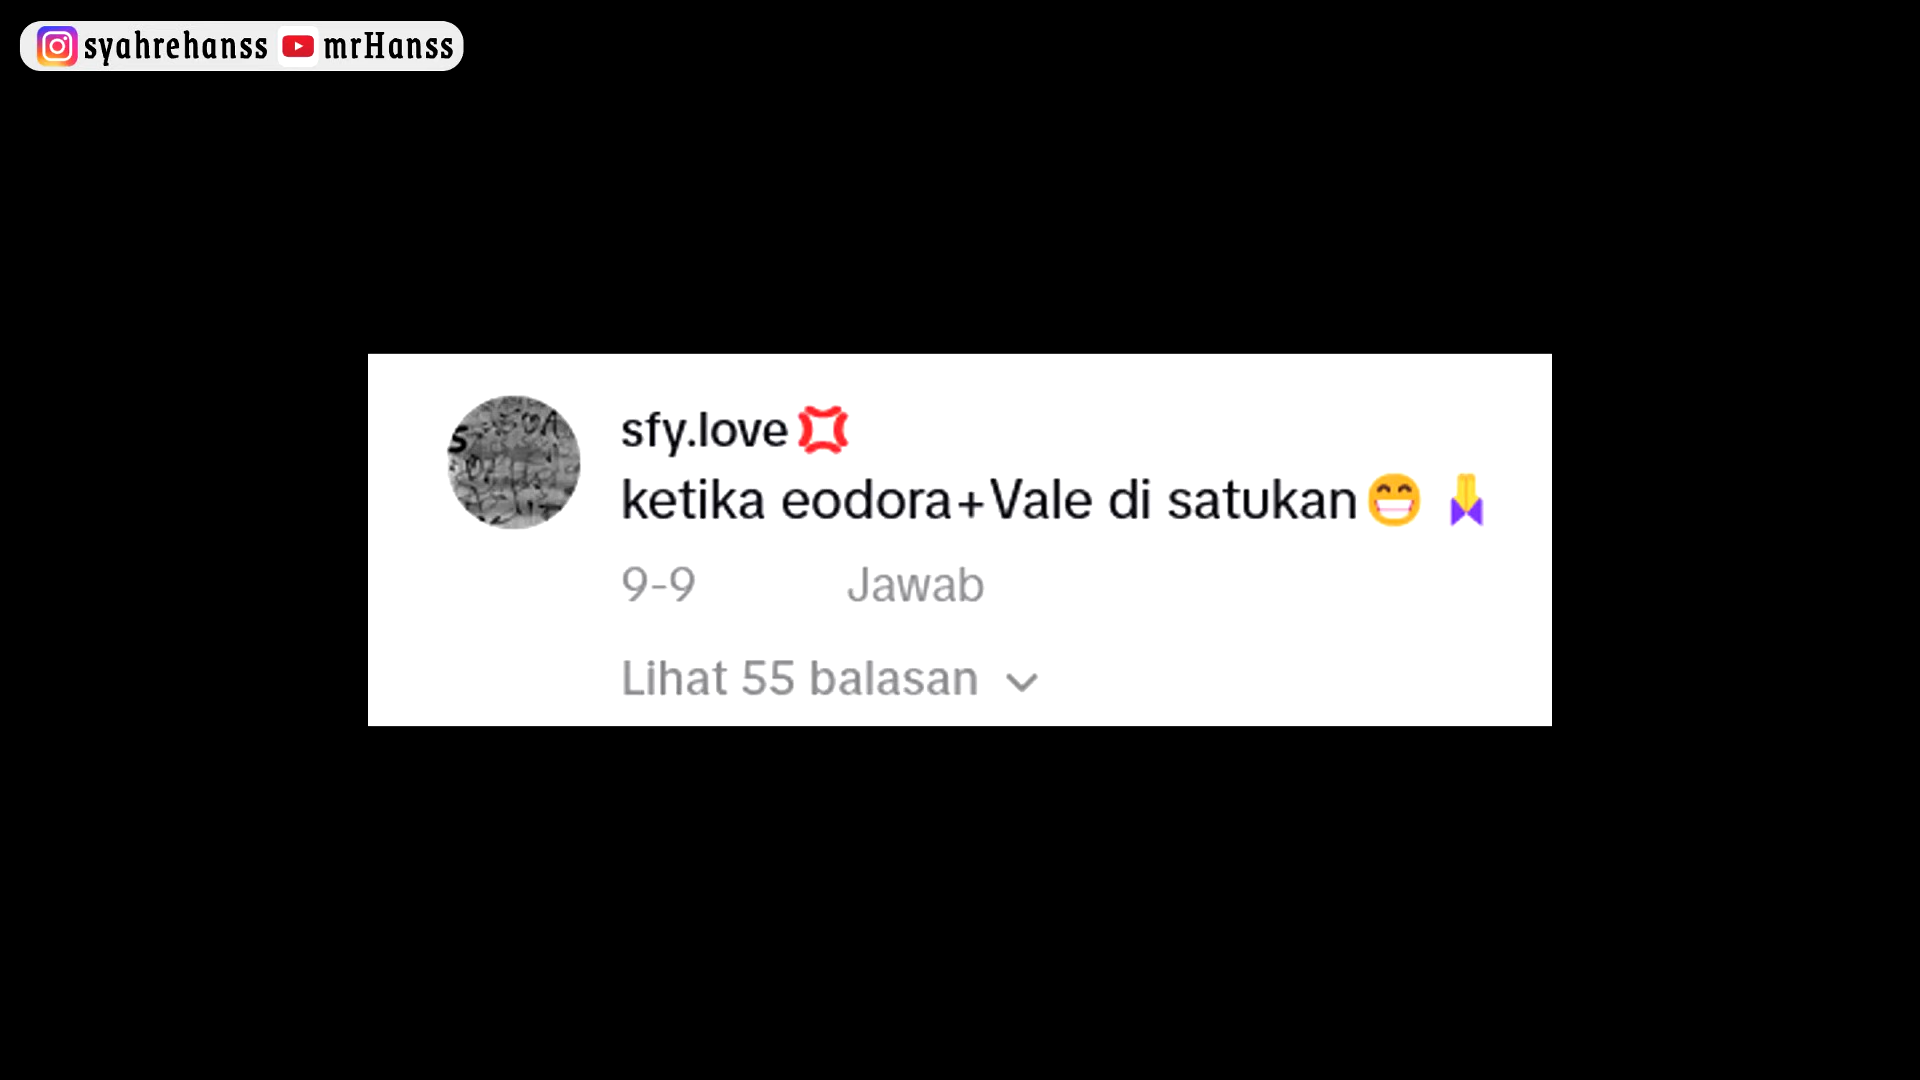 syahrehanss mrHanss
sfy.love💢
ketika eodora+Vale di satukan😁 🙏
9-9 Jawab
Lihat 55 balasan